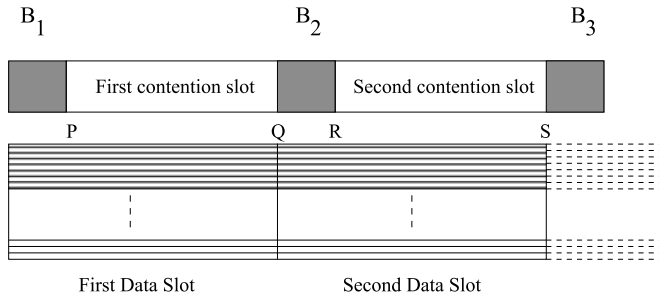 B1 B2 B3
First contention slot Second contention slot
P Q R S
First Data Slot Second Data Slot